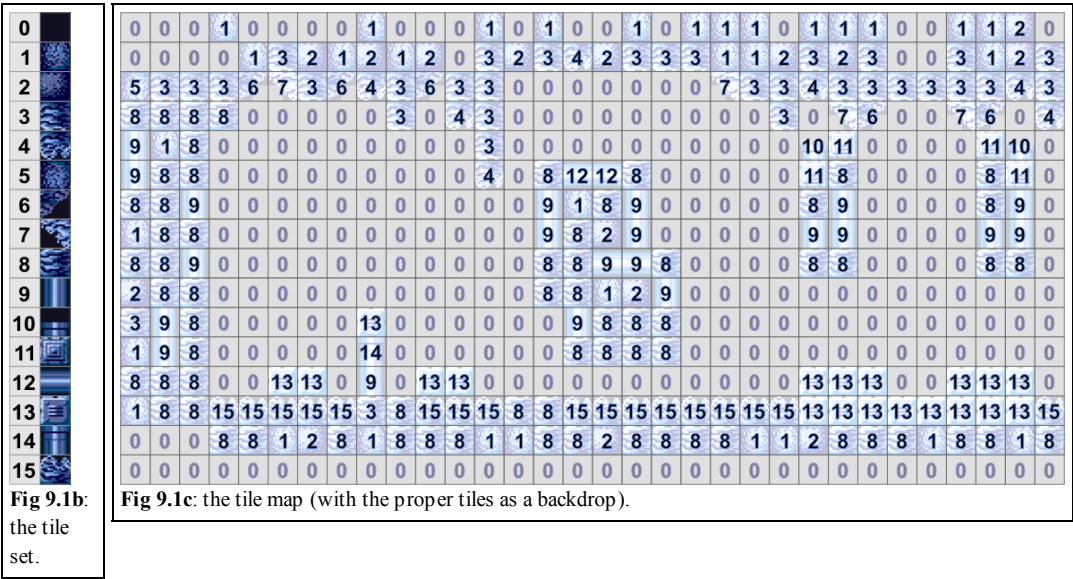 0 0 0 0 1 0 0 0 0 1 0 0 0 1 0 1 0 0 1 0 1 1 1 0 1 1 1 0 0 1 1 2 0
1 0 0 0 0 1 3 2 1 2 1 2 0 3 2 3 4 2 3 3 3 1 1 2 3 2 3 0 0 3 1 2 3
2 5 3 3 3 6 7 3 6 4 3 6 3 3 0 0 0 0 0 0 0 7 3 3 4 3 3 3 3 3 3 4 3
3 8 8 8 8 0 0 0 0 0 3 0 4 3 0 0 0 0 0 0 0 0 0 3 0 7 6 0 0 7 6 0 4
4 9 1 8 0 0 0 0 0 0 0 0 0 3 0 0 0 0 0 0 0 0 0 0 10 11 0 0 0 0 11 10 0
5 9 8 8 0 0 0 0 0 0 0 0 0 4 0 8 12 12 8 0 0 0 0 0 11 8 0 0 0 0 8 11 0
6 8 8 9 0 0 0 0 0 0 0 0 0 0 0 9 1 8 9 0 0 0 0 0 8 9 0 0 0 0 8 9 0
7 1 8 8 0 0 0 0 0 0 0 0 0 0 0 9 8 2 9 0 0 0 0 0 9 9 0 0 0 0 9 9 0
8 8 8 9 0 0 0 0 0 0 0 0 0 0 0 8 8 9 9 8 0 0 0 0 8 8 0 0 0 0 8 8 0
9 2 8 8 0 0 0 0 0 0 0 0 0 0 0 8 8 1 2 9 0 0 0 0 0 0 0 0 0 0 0 0 0
10 3 9 8 0 0 0 0 0 13 0 0 0 0 0 0 9 8 8 8 0 0 0 0 0 0 0 0 0 0 0 0 0
11 1 9 8 0 0 0 0 0 14 0 0 0 0 0 0 8 8 8 8 0 0 0 0 0 0 0 0 0 0 0 0 0
12 8 8 8 0 0 13 13 0 9 0 13 13 0 0 0 0 0 0 0 0 0 0 0 13 13 13 0 0 13 13 13 0
13 1 8 8 15 15 15 15 15 3 8 15 15 15 8 8 15 15 15 15 15 15 15 15 13 13 13 13 13 13 13 13 15
14 0 0 0 8 8 1 2 8 1 8 8 8 1 1 8 8 2 8 8 8 8 1 1 2 8 8 8 1 8 8 1 8
15 0 0 0 0 0 0 0 0 0 0 0 0 0 0 0 0 0 0 0 0 0 0 0 0 0 0 0 0 0 0 0 0
Fig 9.1b:
the tile
set.
Fig 9.1c: the tile map (with the proper tiles as a backdrop).